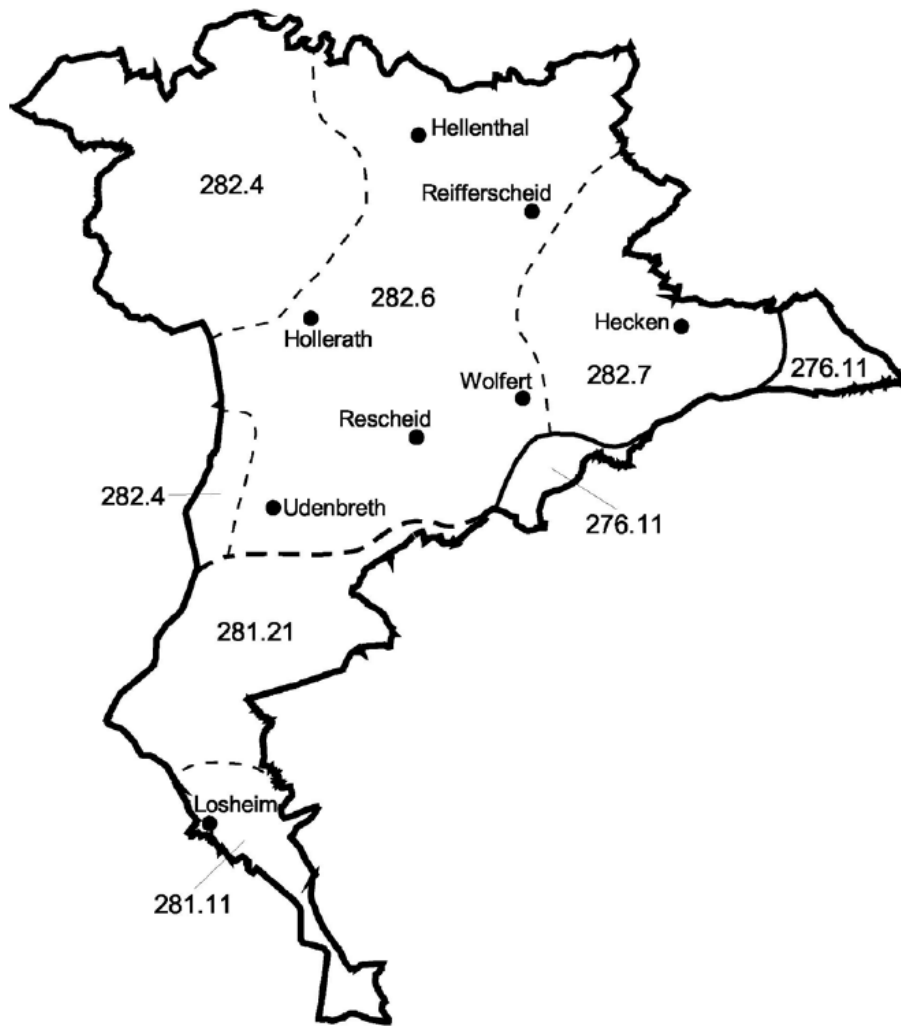 Hellenthal
282.4
Reifferscheid
282.6
Hollerath
Hecken
276.11
282.7
Wolfert
Rescheid
282.4
Udenbreth
276.11
281.21
Losheim
281.11